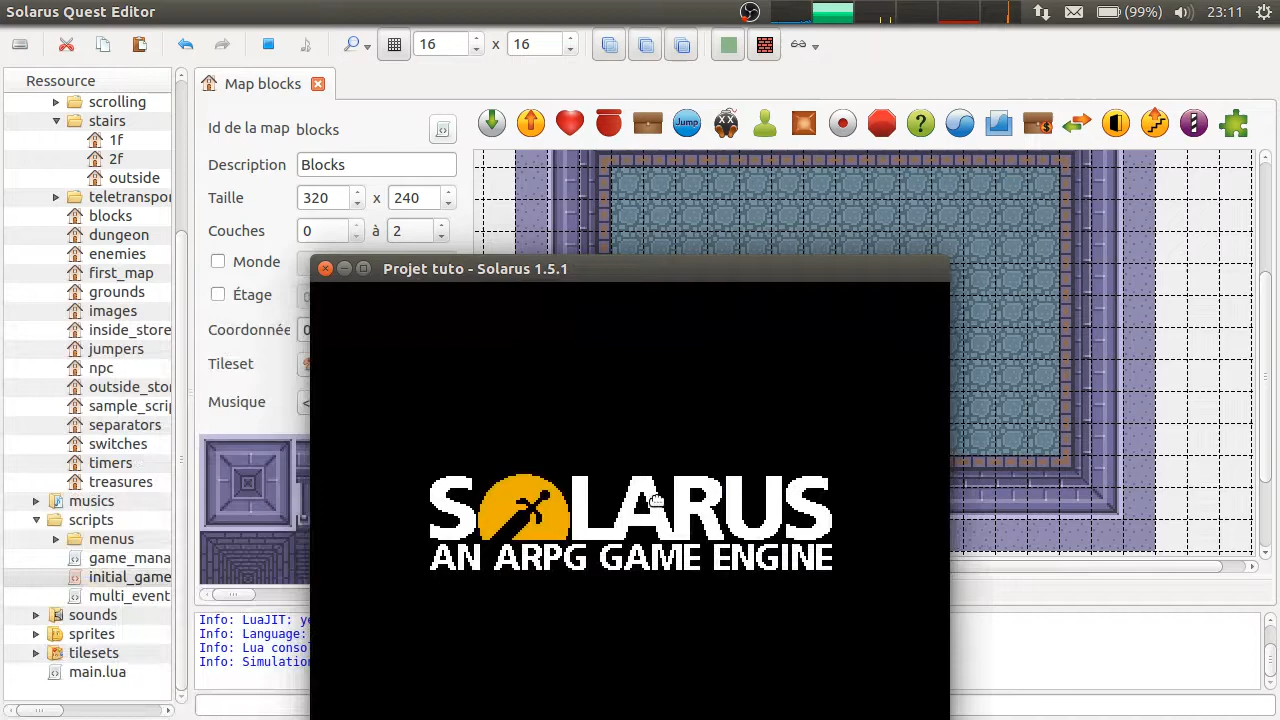 Solarus Quest Editor
(99%)
23:11
16 x 16
Ressource
Map blocks
scrolling
stairs
1f
2f
outside
teletranspor
blocks
dungeon
enemies
first_map
grounds
images
inside_store
jumpers
npc
outside_sto
sample_scrip
separators
switches
timers
treasures
musics
scripts
menus
game_mana
initial_game
multi_event
sounds
sprites
tilesets
main.lua
Id de la map blocks
Description Blocks
Taille 320 x 240
Couches 0 à 2
Monde
Étage
Coordonnée
Tileset
Musique
Jump
Projet tuto - Solarus 1.5.1
SOLARUS
AN ARPG GAME ENGINE
Info: LuaJIT: ye
Info: Language:
Info: Lua conso
Info: Simulation